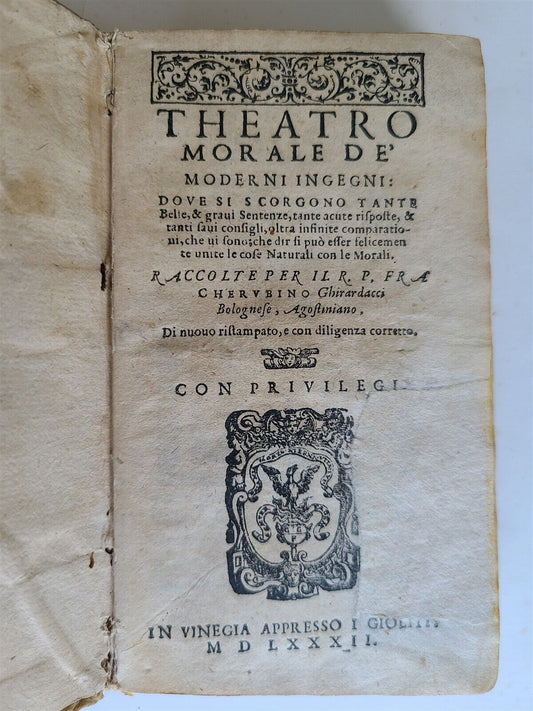 THEATRO
MORALE DE'
MODERNI INGEGNI:
DOVE SI SCORGONO TANTE
Belle, & graui Sentenze, tante acute risposte, &
tanti saui consigli, oltra infinite comparatio-
ni, che ui sono; che dir si può esser felicemen
te unite le cose Naturali con le Morali.
RACCOLTE PER IL R. P. FRA
CHERVBINO Ghirardacci
Bolognese, Agostiniano.
Di nuouo ristampato, e con diligenza corretto.
CON PRIVILEGI
IN VINEGIA APPRESSO I GIOLITI.
M D LXXXII.